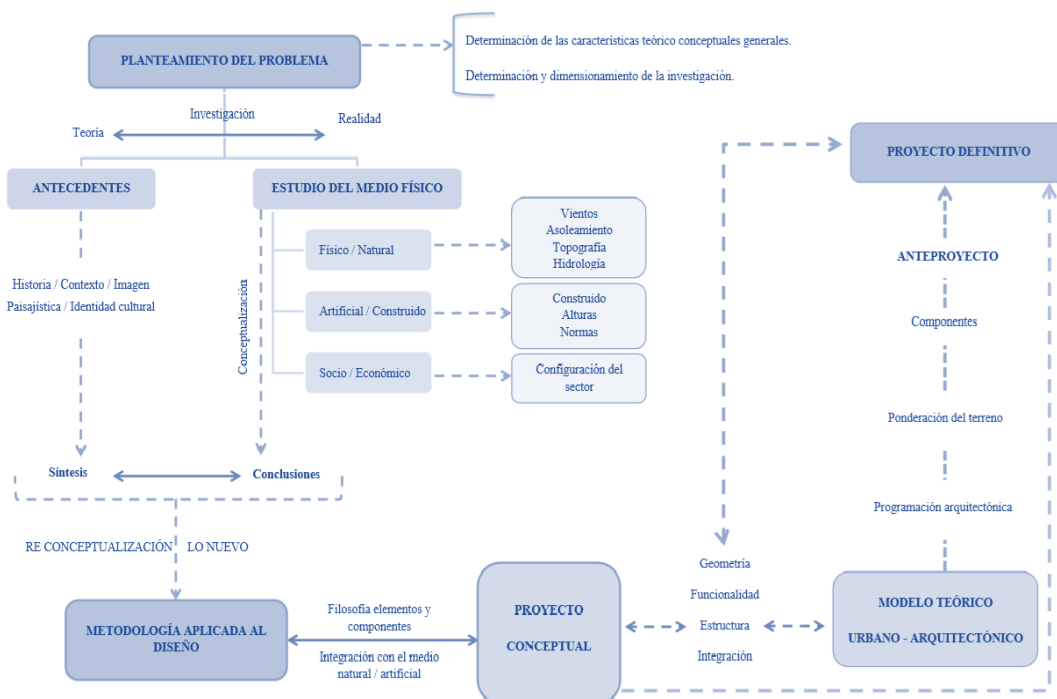 PLANTEAMIENTO DEL PROBLEMA
Determinación de las características teórico conceptuales generales.
Determinación y dimensionamiento de la investigación.
Investigación
Teoría
Realidad
ANTECEDENTES
ESTUDIO DEL MEDIO FÍSICO
Historia / Contexto / Imagen
Paisajística / Identidad cultural
Conceptualización
Físico / Natural
Vientos
Asoleamiento
Topografía
Hidrología
Artificial / Construido
Construido
Alturas
Normas
Socio / Económico
Configuración del
sector
Síntesis
Conclusiones
RE CONCEPTUALIZACIÓN
LO NUEVO
METODOLOGÍA APLICADA AL
DISEÑO
Filosofía elementos y
componentes
Integración con el medio
natural / artificial
PROYECTO
CONCEPTUAL
Geometría
Funcionalidad
Estructura
Integración
MODELO TEÓRICO
URBANO - ARQUITECTÓNICO
Programación arquitectónica
Ponderación del terreno
Componentes
ANTEPROYECTO
PROYECTO DEFINITIVO